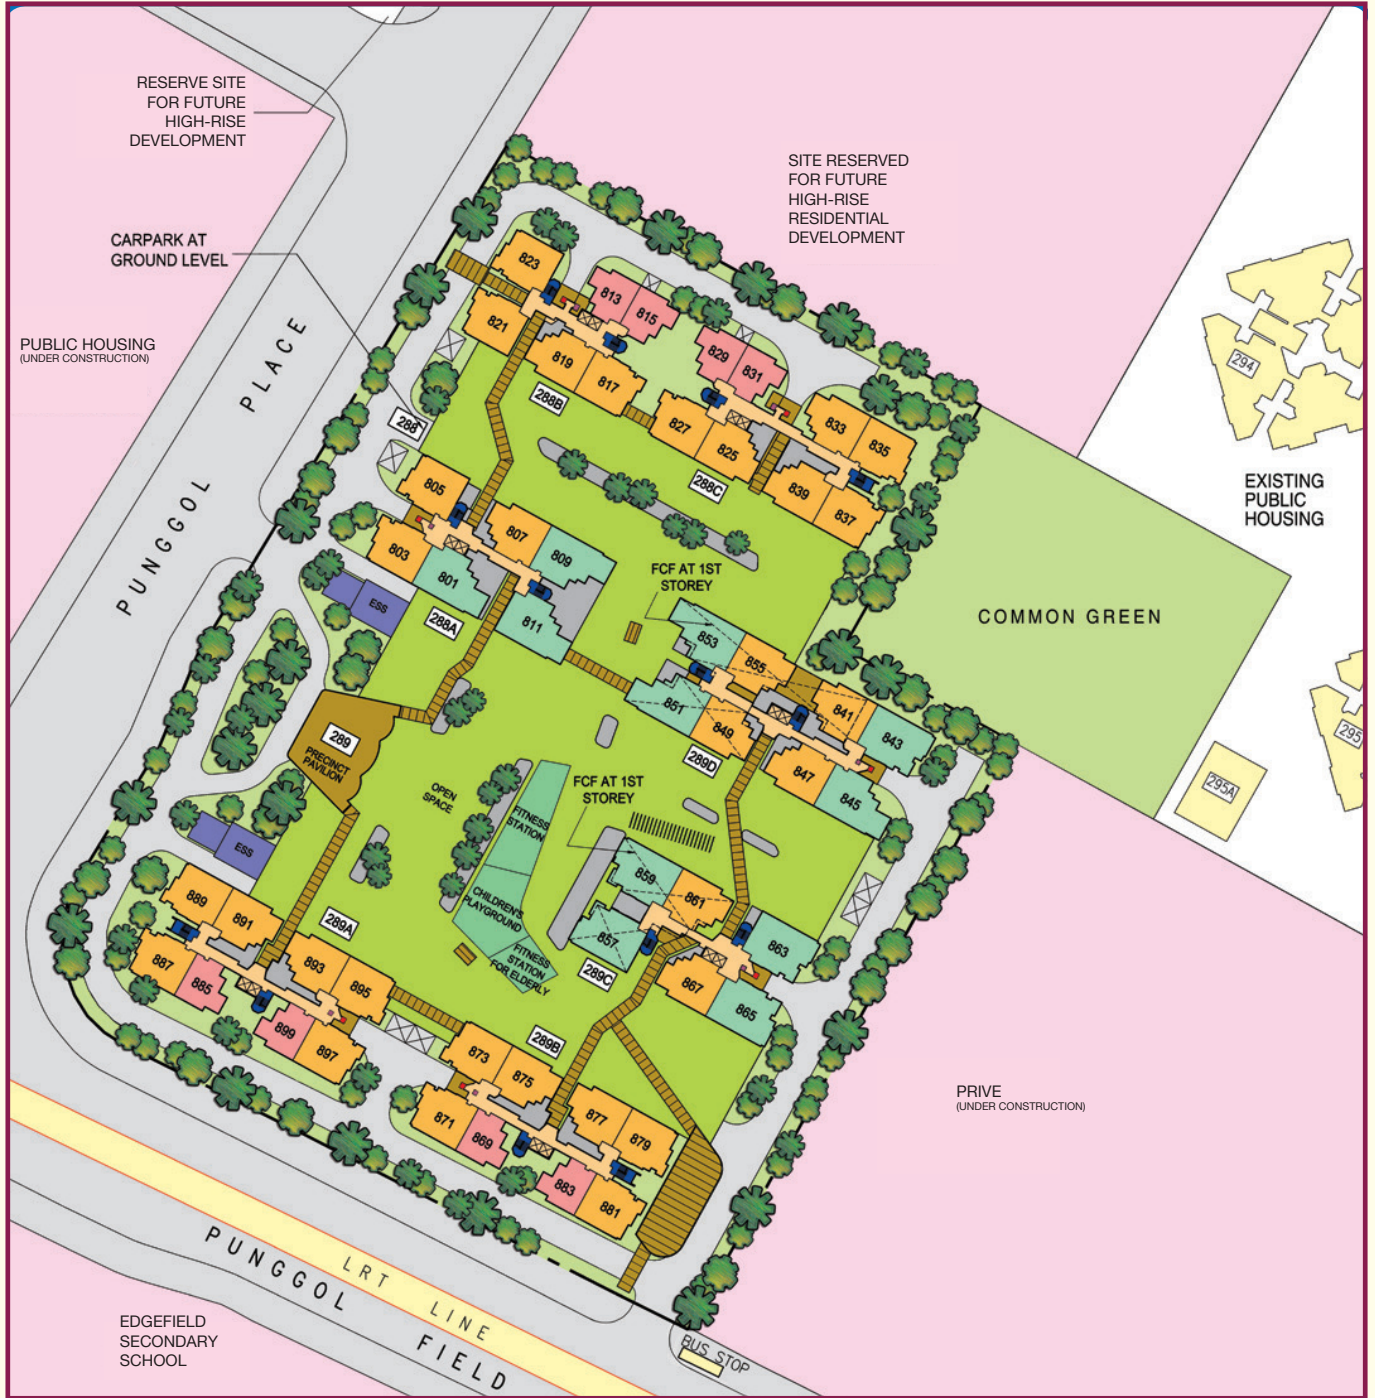 RESERVE SITE
FOR FUTURE
HIGH-RISE
DEVELOPMENT
SITE RESERVED
FOR FUTURE
HIGH-RISE
RESIDENTIAL
DEVELOPMENT
CARPARK AT
GROUND LEVEL
PUBLIC HOUSING
(UNDER CONSTRUCTION)
PUNGGOL PLACE
823
821
813
815
819
817
288B
829
831
827
825
833
835
839
837
288C
288
805
803
801
807
809
811
288A
ESS
294
EXISTING
PUBLIC
HOUSING
COMMON GREEN
295
295A
FCF AT 1ST
STOREY
853
855
851
849
841
843
847
845
289D
289
PRECINCT
PAVILION
OPEN
SPACE
FITNESS
STATION
FCF AT 1ST
STOREY
CHILDREN'S
PLAYGROUND
FITNESS
STATION
FOR ELDERLY
859
861
857
863
867
865
289C
ESS
889
891
887
885
893
895
899
897
289A
289B
873
875
871
869
877
879
883
881
PRIVE
(UNDER CONSTRUCTION)
LRT LINE
PUNGGOL FIELD
BUS STOP
EDGEFIELD
SECONDARY
SCHOOL